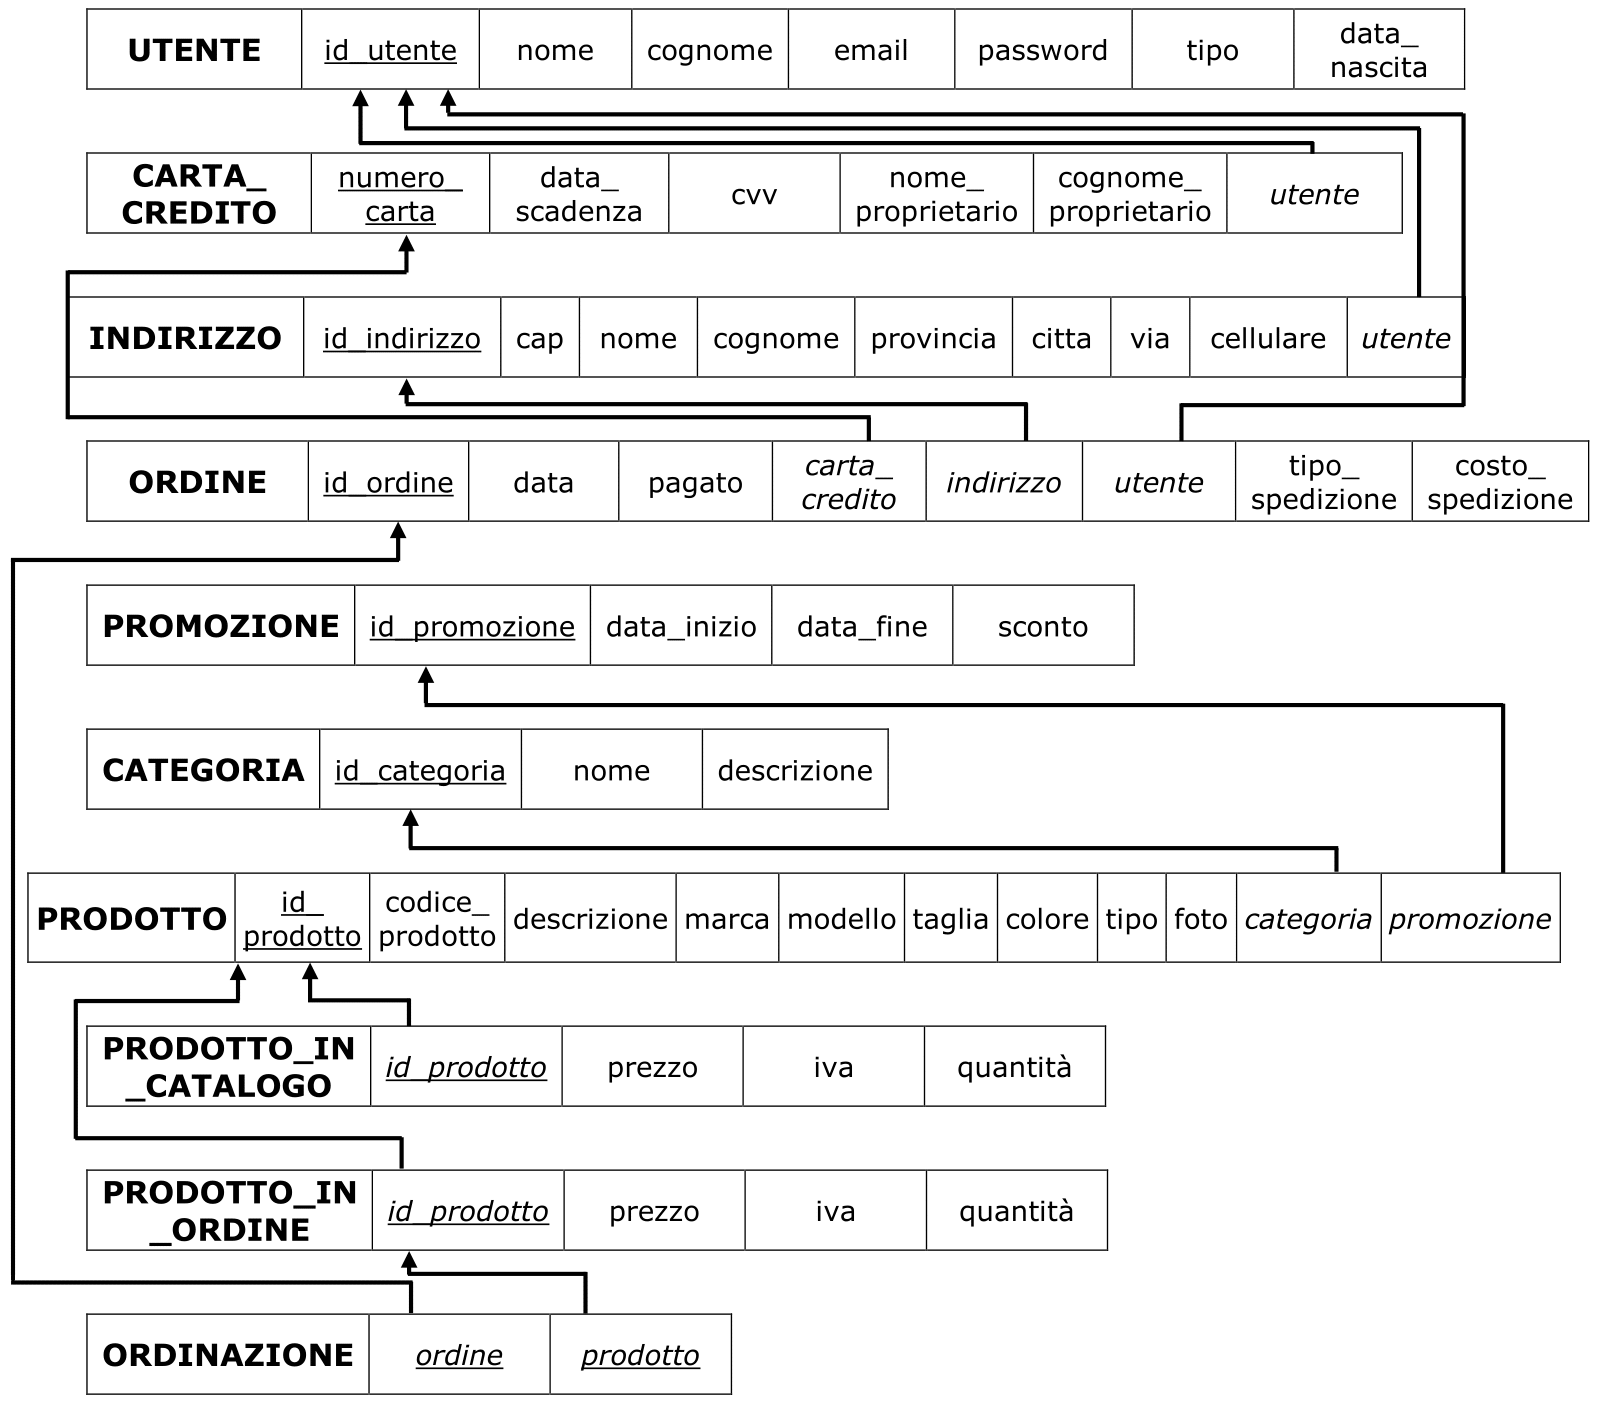 UTENTE id_utente nome cognome email password tipo data_
nascita
CARTA_
CREDITO numero_
carta data_
scadenza cvv nome_
proprietario cognome_
proprietario utente
INDIRIZZO id_indirizzo cap nome cognome provincia citta via cellulare utente
ORDINE id_ordine data pagato carta_
credito indirizzo utente tipo_
spedizione costo_
spedizione
PROMOZIONE id_promozione data_inizio data_fine sconto
CATEGORIA id_categoria nome descrizione
PRODOTTO id_
prodotto codice_
prodotto descrizione marca modello taglia colore tipo foto categoria promozione
PRODOTTO_IN
_CATALOGO id_prodotto prezzo iva quantità
PRODOTTO_IN
_ORDINE id_prodotto prezzo iva quantità
ORDINAZIONE ordine prodotto